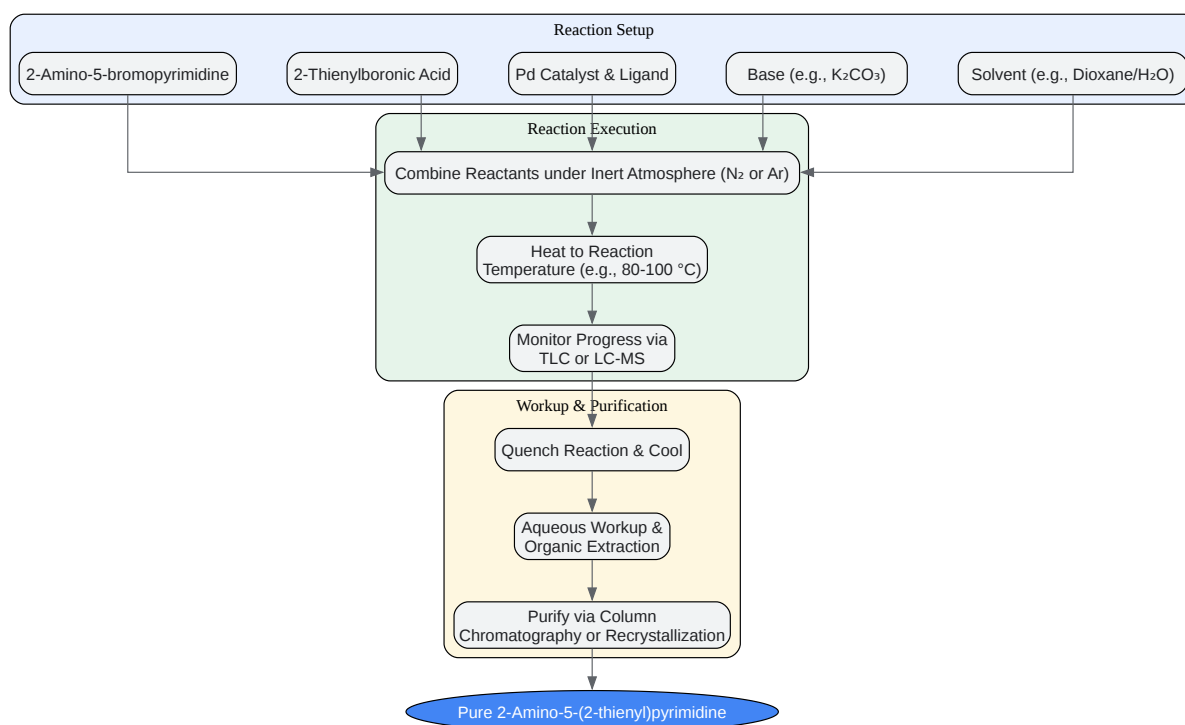 Reaction Setup
2-Amino-5-bromopyrimidine
2-Thienylboronic Acid
Pd Catalyst & Ligand
Base (e.g., K₂CO₃)
Solvent (e.g., Dioxane/H₂O)
Reaction Execution
Combine Reactants under Inert Atmosphere (N₂ or Ar)
Heat to Reaction
Temperature (e.g., 80-100 °C)
Monitor Progress via
TLC or LC-MS
Workup & Purification
Quench Reaction & Cool
Aqueous Workup &
Organic Extraction
Purify via Column
Chromatography or Recrystallization
Pure 2-Amino-5-(2-thienyl)pyrimidine